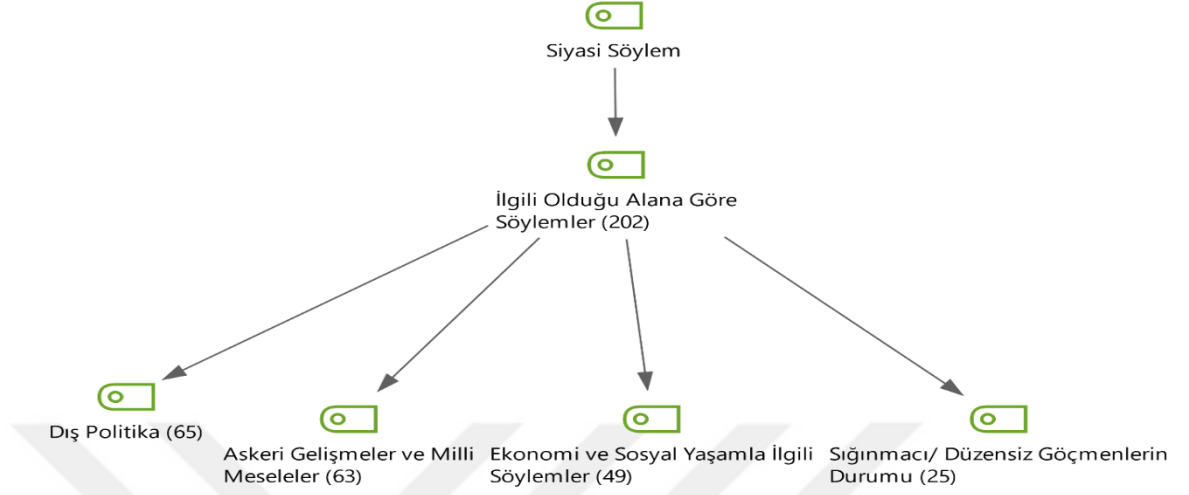 Siyasi Söylem
İlgili Olduğu Alana Göre
Söylemler (202)
Dış Politika (65)
Askeri Gelişmeler ve Milli
Meseleler (63)
Ekonomi ve Sosyal Yaşamla İlgili
Söylemler (49)
Sığınmacı/ Düzensiz Göçmenlerin
Durumu (25)